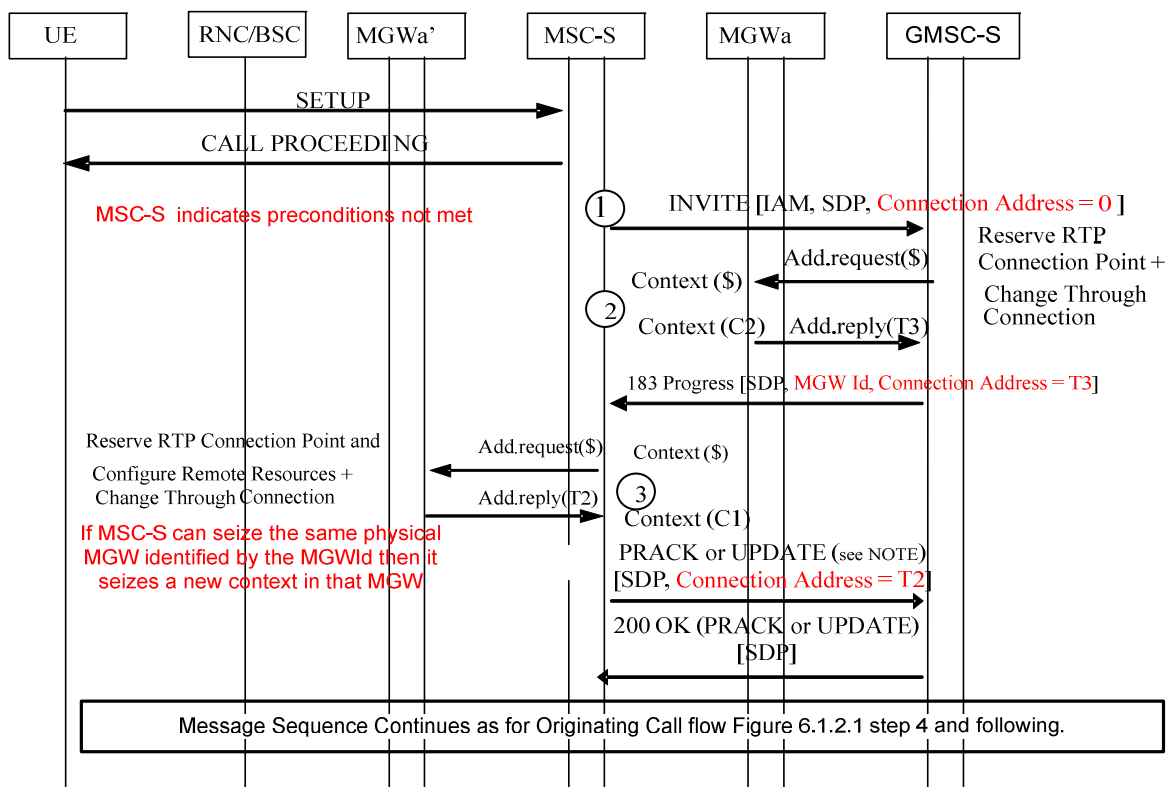 UE
RNC/BSC
MGWa’
MSC-S
MGWa
GMSC-S
SETUP
CALL PROCEEDING
MSC-S indicates preconditions not met
1
INVITE [IAM, SDP, Connection Address = 0 ]
Reserve RTP
Connection Point +
Change Through
Connection
Add.request($)
Context ($)
2
Context (C2)
Add.reply(T3)
183 Progress [SDP, MGW Id, Connection Address = T3]
Reserve RTP Connection Point and
Configure Remote Resources +
Change Through Connection
Add.request($)
Context ($)
3
Add.reply(T2)
Context (C1)
If MSC-S can seize the same physical
MGW identified by the MGWId then it
seizes a new context in that MGW
PRACK or UPDATE (see NOTE)
[SDP, Connection Address = T2]
200 OK (PRACK or UPDATE)
[SDP]
Message Sequence Continues as for Originating Call flow Figure 6.1.2.1 step 4 and following.